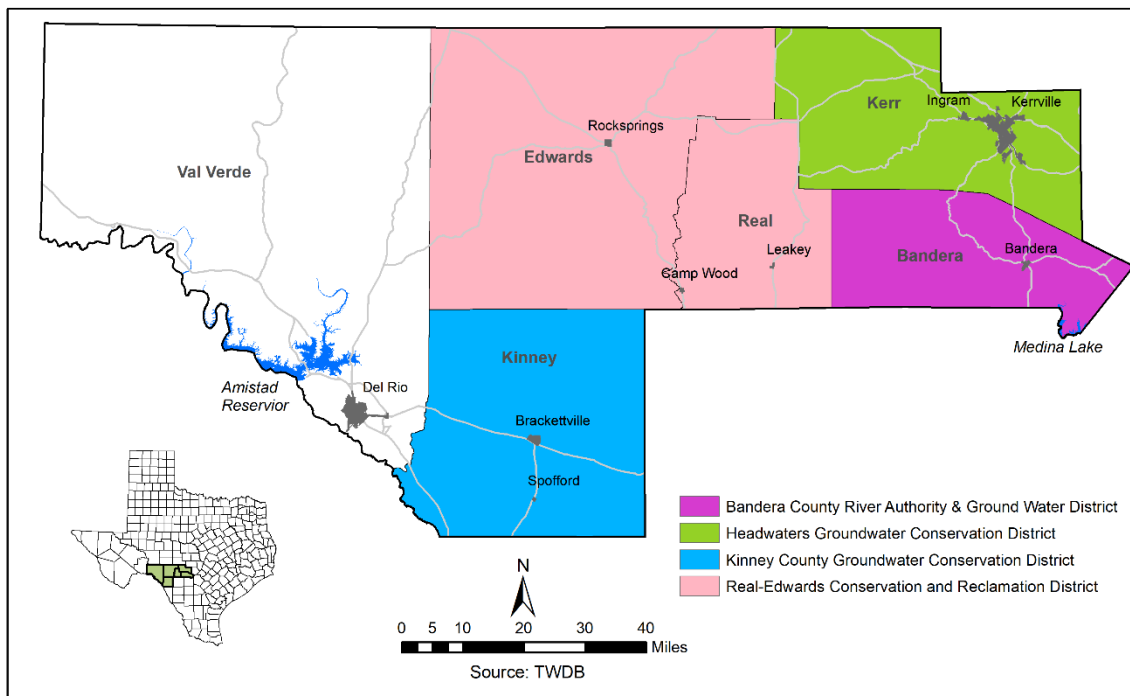 Kerr
Ingram
Kerrville
Rocksprings
Edwards
Val Verde
Real
Leakey
Camp Wood
Bandera
Bandera
Medina Lake
Kinney
Amistad
Reservior
Del Rio
Brackettville
Spofford
Bandera County River Authority & Ground Water District
Headwaters Groundwater Conservation District
Kinney County Groundwater Conservation District
Real-Edwards Conservation and Reclamation District
N
0 5 10 20 30 40
Miles
Source: TWDB